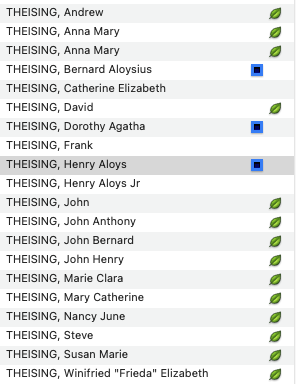 THEISING, Andrew
THEISING, Anna Mary
THEISING, Anna Mary
THEISING, Bernard Aloysius
THEISING, Catherine Elizabeth
THEISING, David
THEISING, Dorothy Agatha
THEISING, Frank
THEISING, Henry Aloys
THEISING, Henry Aloys Jr
THEISING, John
THEISING, John Anthony
THEISING, John Bernard
THEISING, John Henry
THEISING, Marie Clara
THEISING, Mary Catherine
THEISING, Nancy June
THEISING, Steve
THEISING, Susan Marie
THEISING, Winifried "Frieda" Elizabeth